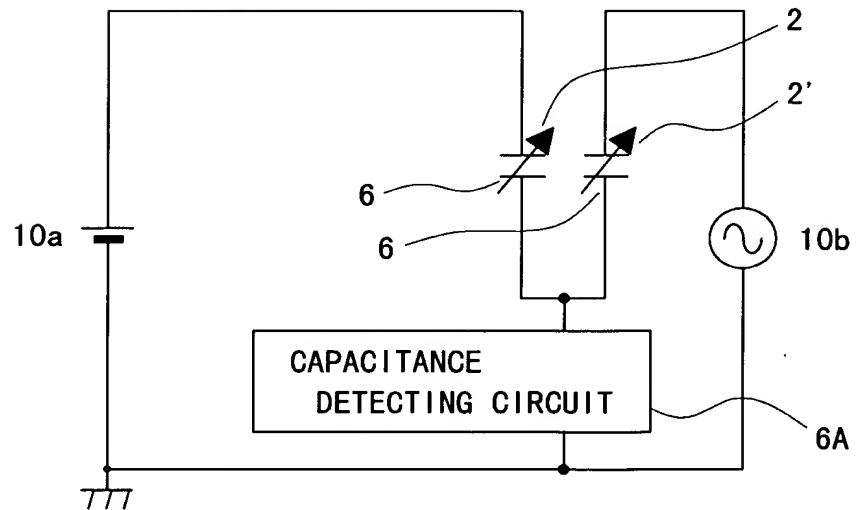 2
2'
6
6
10a
10b
CAPACITANCE
DETECTING CIRCUIT
6A